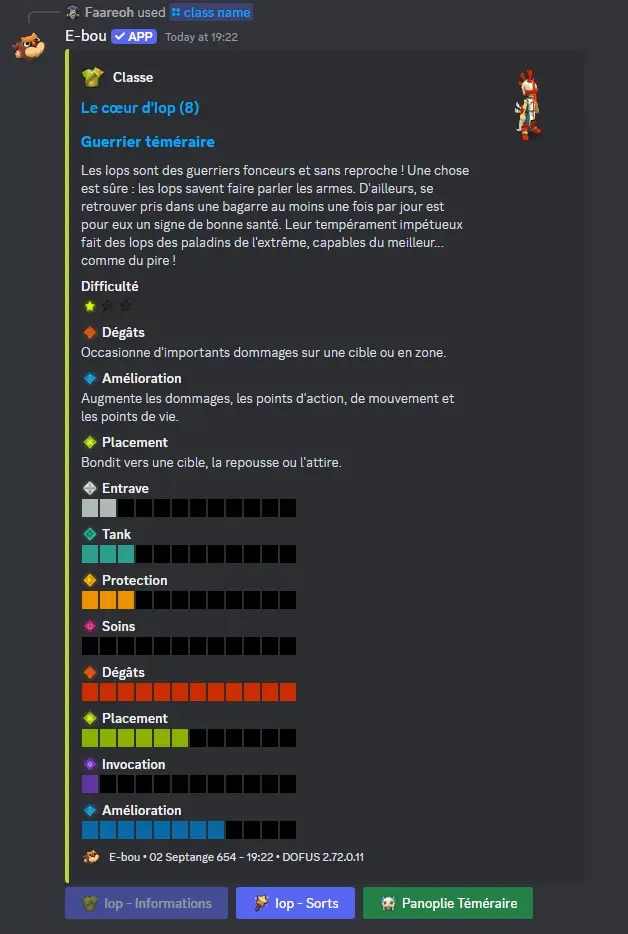 Faareoh used class name
E-bou APP Today at 19:22
Classe
Le cœur d'Iop (8)
Guerrier téméraire
Les Iops sont des guerriers fonceurs et sans reproche ! Une chose
est sûre : les Iops savent faire parler les armes. D'ailleurs, se
retrouver pris dans une bagarre au moins une fois par jour est
pour eux un signe de bonne santé. Leur tempérament impétueux
fait des Iops des paladins de l'extrême, capables du meilleur...
comme du pire !
Difficulté
Dégâts
Occasionne d'importants dommages sur une cible ou en zone.
Amélioration
Augmente les dommages, les points d'action, de mouvement et
les points de vie.
Placement
Bondit vers une cible, la repousse ou l'attire.
Entrave
Tank
Protection
Soins
Dégâts
Placement
Invocation
Amélioration
E-bou • 02 Septange 654 - 19:22 • DOFUS 2.72.0.11
Iop - Informations Iop - Sorts Panoplie Téméraire